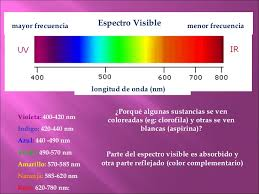 Espectro Visible
mayor frecuencia
menor frecuencia
UV
IR
400
500
600
700
800
longitud de onda (nm)
Violeta: 400-420 nm
Indigo: 420-440 nm
Azul: 440-490 nm
490-570 nm
Amarillo: 570-585 nm
Naranja: 585-620 nm
Rojo: 620-780 nm:
¿Porqué algunas sustancias se ven
coloreadas (eg: clorofila) y otras se ven
blancas (aspirina)?
Parte del espectro visible es absorbido y
otra parte reflejado (color complementario)